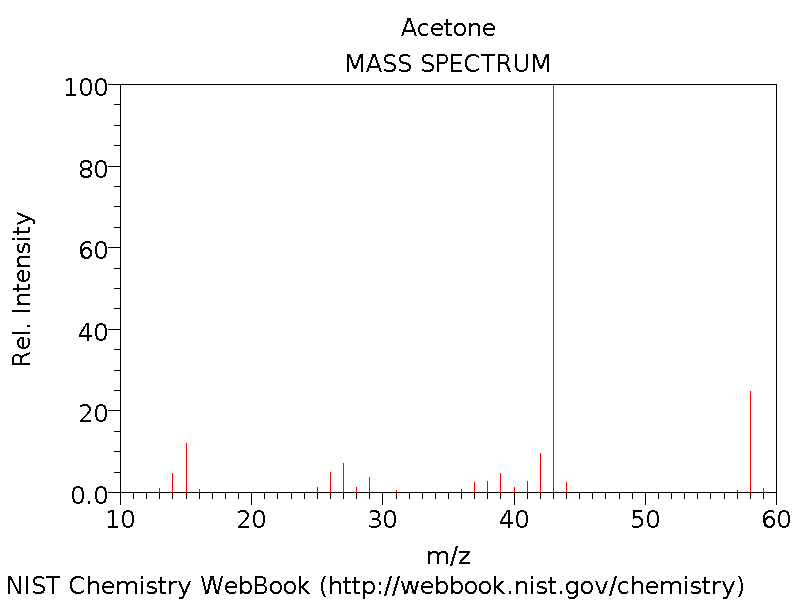 Acetone
MASS SPECTRUM
Rel. Intensity
100
80
60
40
20
0.0
10 20 30 40 50 60
m/z
NIST Chemistry WebBook (http://webbook.nist.gov/chemistry)